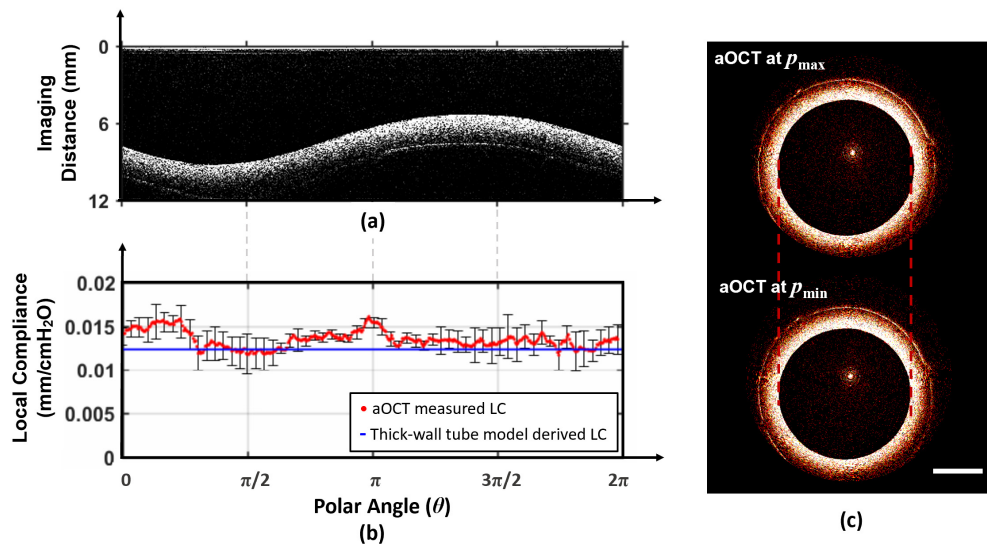 0
6
12
Imaging
Distance (mm)
(a)
0.02
0.015
0.01
0.005
0
Local Compliance
(mm/cmH₂O)
aOCT measured LC
Thick-wall tube model derived LC
0
π/2
π
3π/2
2π
Polar Angle (θ)
(b)
aOCT at pmax
aOCT at pmin
(c)